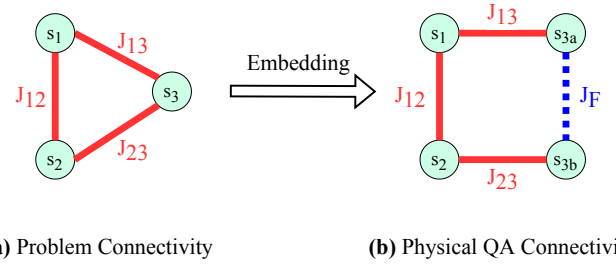 s1 J13 s3 J12 J23 s2
Embedding
s1 J13 s3a J12 JF s2 J23 s3b
) Problem Connectivity
(b) Physical QA Connectivi